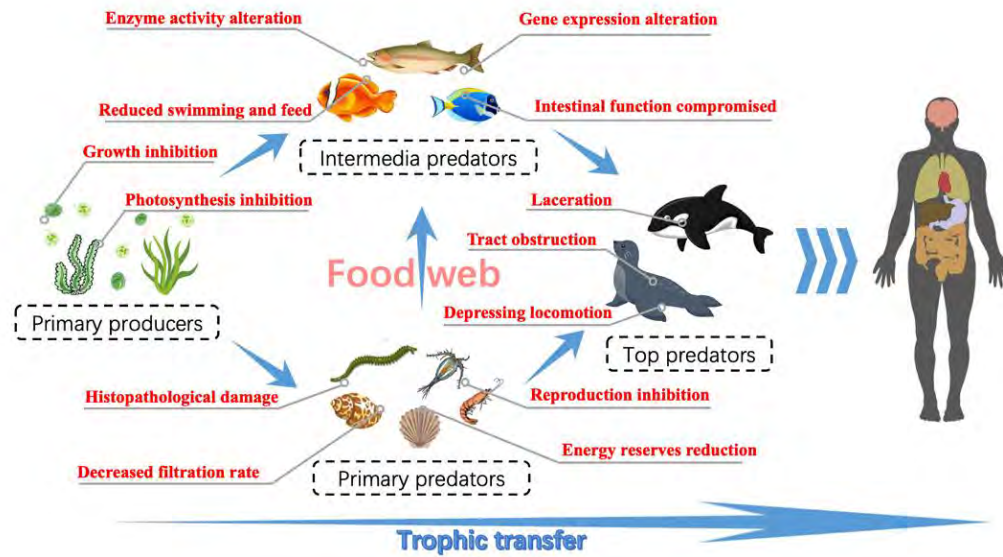 Enzyme activity alteration
Gene expression alteration
Reduced swimming and feed
Intestinal function compromised
Intermedia predators
Growth inhibition
Photosynthesis inhibition
Laceration
Tract obstruction
Food web
Depressing locomotion
Primary producers
Top predators
Histopathological damage
Reproduction inhibition
Energy reserves reduction
Decreased filtration rate
Primary predators
Trophic transfer